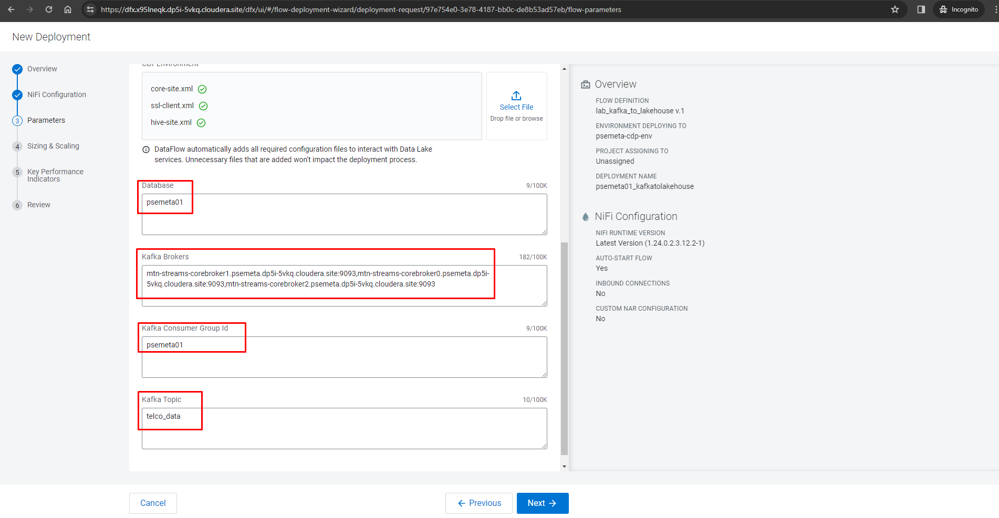 https://dfx.x95lneqk.dp5i-5vkq.cloudera.site/dfx/ui/#/flow-deployment-wizard/deployment-request/97e754e0-3e78-4187-bb0c-de8b53ad57eb/flow-parameters
Incognito
New Deployment
Overview
NiFi Configuration
3 Parameters
4 Sizing & Scaling
5 Key Performance
Indicators
6 Review
CDP Environment
core-site.xml
ssl-client.xml
hive-site.xml
Select File
Drop file or browse
DataFlow automatically adds all required configuration files to interact with Data Lake
services. Unnecessary files that are added won't impact the deployment process.
Database 9/100K
psemeta01
Kafka Brokers 182/100K
mtn-streams-corebroker1.psemeta.dp5i-5vkq.cloudera.site:9093,mtn-streams-corebroker0.psemeta.dp5i-
5vkq.cloudera.site:9093,mtn-streams-corebroker2.psemeta.dp5i-5vkq.cloudera.site:9093
Kafka Consumer Group Id 9/100K
psemeta01
Kafka Topic 10/100K
telco_data
Cancel
Previous
Next
Overview
FLOW DEFINITION
lab_kafka_to_lakehouse v.1
ENVIRONMENT DEPLOYING TO
psemeta-cdp-env
PROJECT ASSIGNING TO
Unassigned
DEPLOYMENT NAME
psemeta01_kafkatolakehouse
NiFi Configuration
NIFI RUNTIME VERSION
Latest Version (1.24.0.2.3.12.2-1)
AUTO-START FLOW
Yes
INBOUND CONNECTIONS
No
CUSTOM NAR CONFIGURATION
No